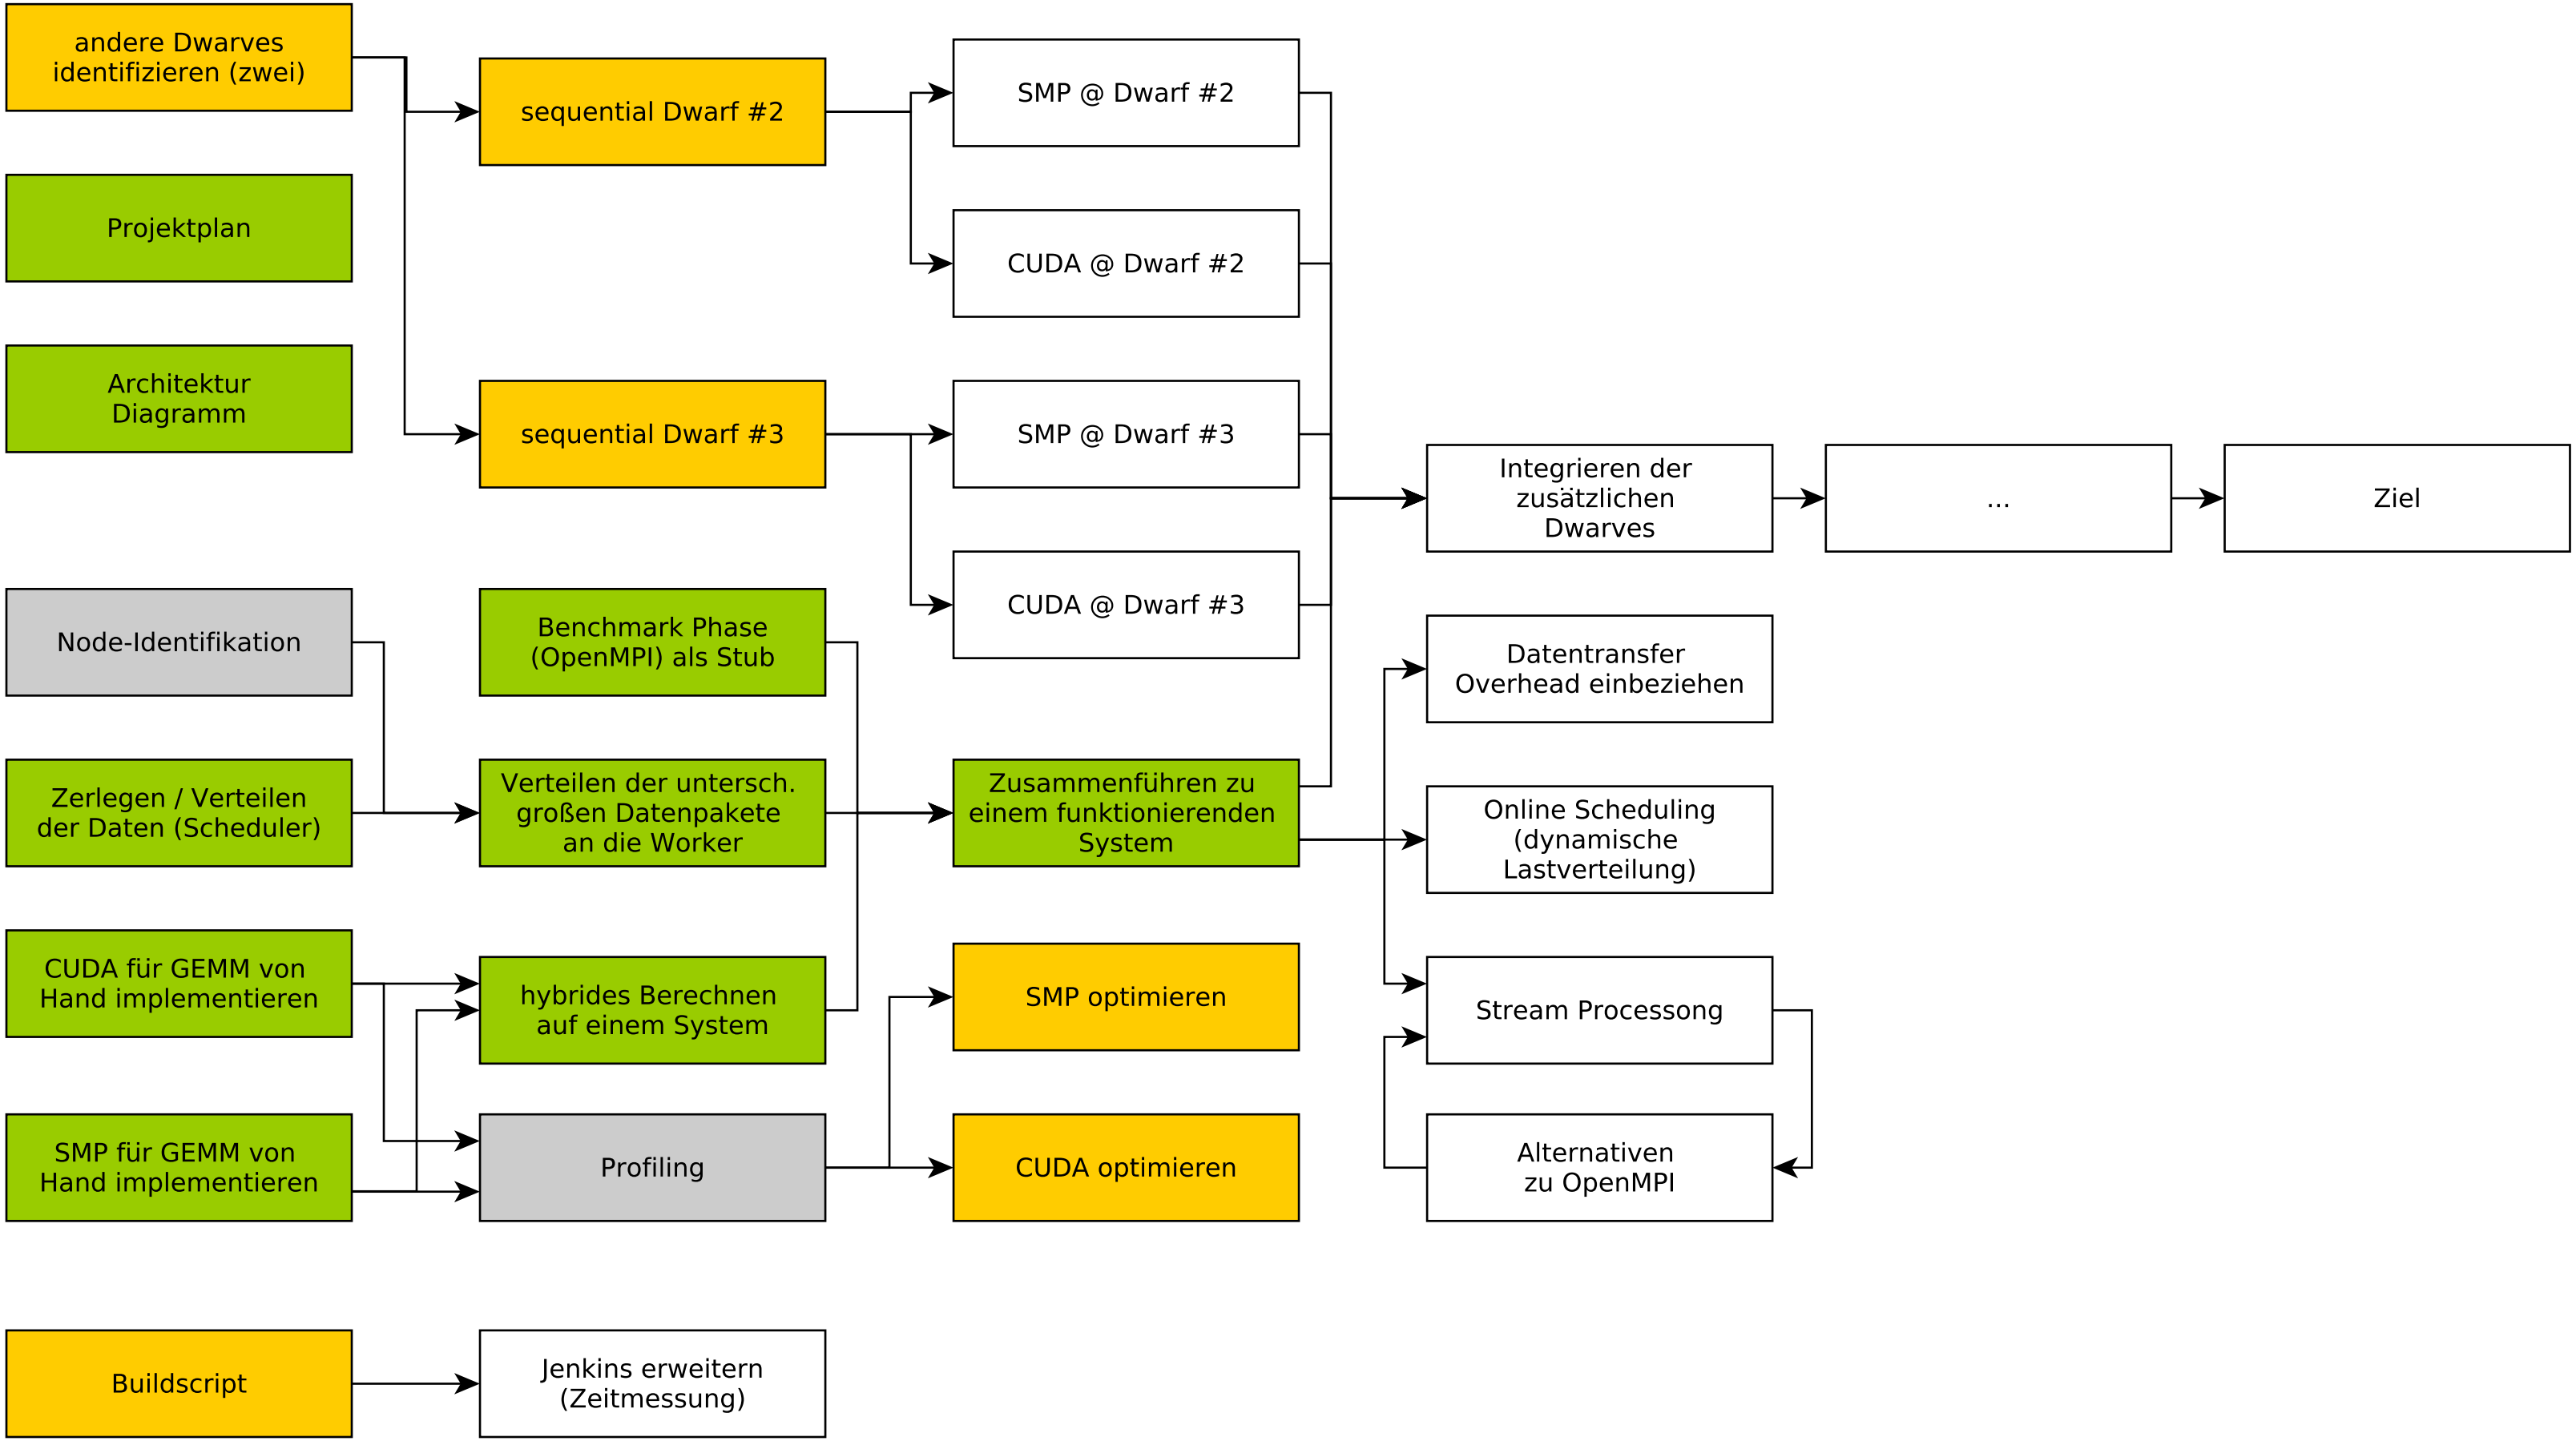 andere Dwarves
identifizieren (zwei)
Projektplan
Architektur
Diagramm
Node-Identifikation
Zerlegen / Verteilen
der Daten (Scheduler)
CUDA für GEMM von
Hand implementieren
SMP für GEMM von
Hand implementieren
Buildscript
sequential Dwarf #2
sequential Dwarf #3
Benchmark Phase
(OpenMPI) als Stub
Verteilen der untersch.
großen Datenpakete
an die Worker
hybrides Berechnen
auf einem System
Profiling
Jenkins erweitern
(Zeitmessung)
SMP @ Dwarf #2
CUDA @ Dwarf #2
SMP @ Dwarf #3
CUDA @ Dwarf #3
Zusammenführen zu
einem funktionierenden
System
SMP optimieren
CUDA optimieren
Integrieren der
zusätzlichen
Dwarves
Datentransfer
Overhead einbeziehen
Online Scheduling
(dynamische
Lastverteilung)
Stream Processong
Alternativen
zu OpenMPI
...
Ziel